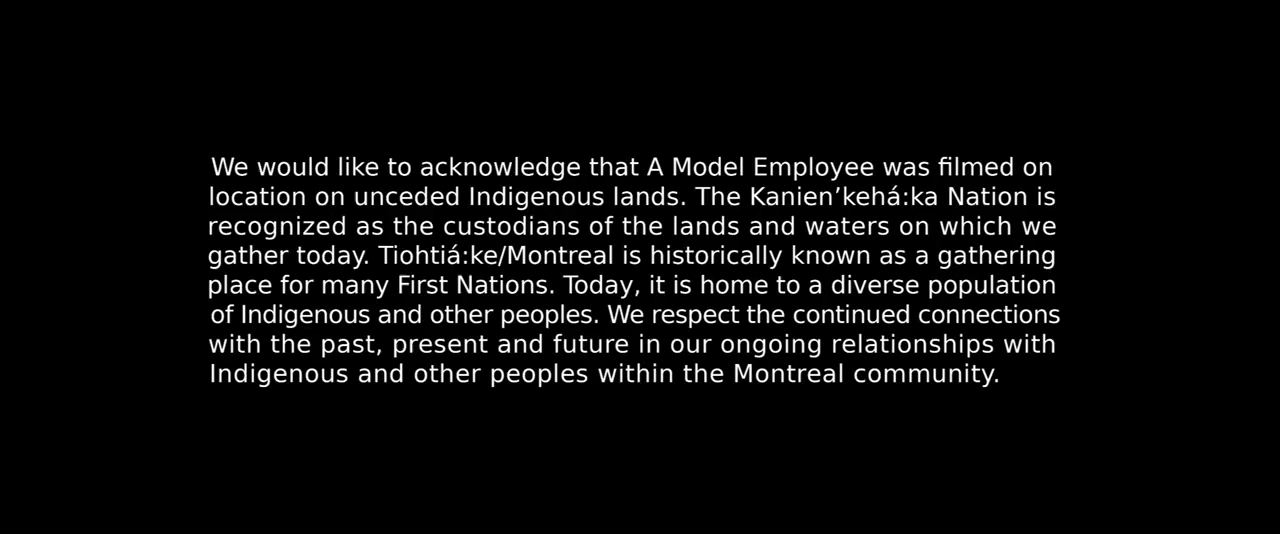 We would like to acknowledge that A Model Employee was filmed on
location on unceded Indigenous lands. The Kanien’kehá:ka Nation is
recognized as the custodians of the lands and waters on which we
gather today. Tiohtiá:ke/Montreal is historically known as a gathering
place for many First Nations. Today, it is home to a diverse population
of Indigenous and other peoples. We respect the continued connections
with the past, present and future in our ongoing relationships with
Indigenous and other peoples within the Montreal community.